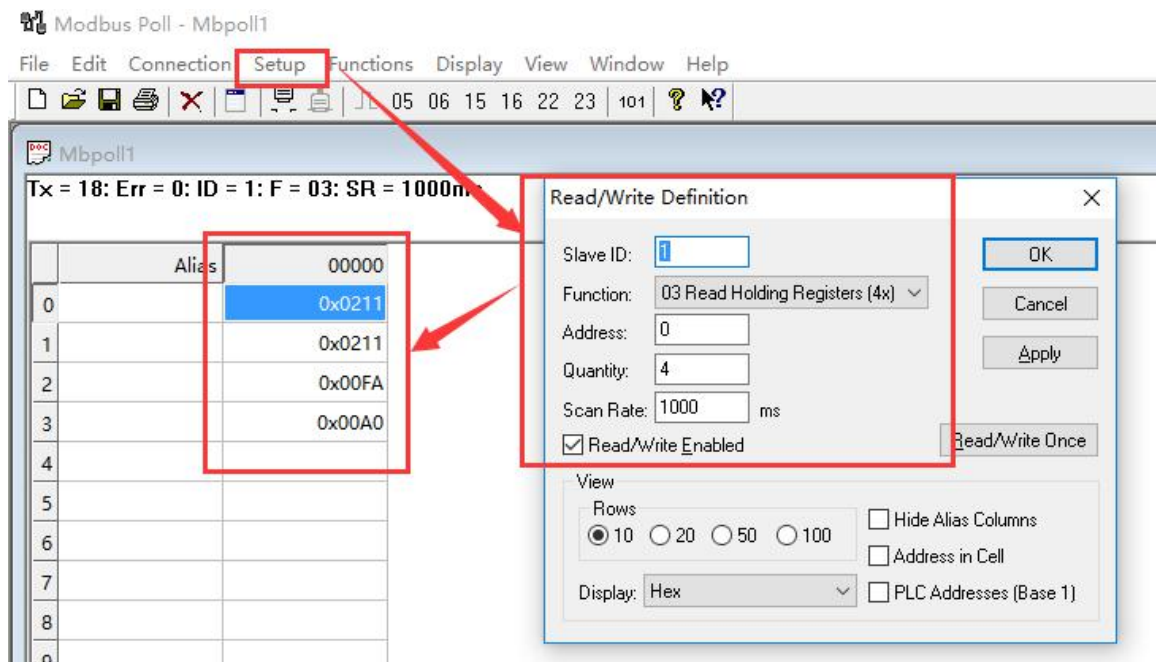 Modbus Poll - Mbpoll1
File Edit Connection Setup Functions Display View Window Help
05 06 15 16 22 23 101
Mbpoll1
Tx = 18: Err = 0: ID = 1: F = 03: SR = 1000m
Alias 00000
0 0x0211
1 0x0211
2 0x00FA
3 0x00A0
4
5
6
7
8
9
Read/Write Definition
Slave ID: 1
OK
Function: 03 Read Holding Registers (4x)
Cancel
Address: 0
Apply
Quantity: 4
Scan Rate: 1000 ms
Read/Write Enabled
Read/Write Once
View
Rows
10 20 50 100
Hide Alias Columns
Address in Cell
Display: Hex
PLC Addresses (Base 1)